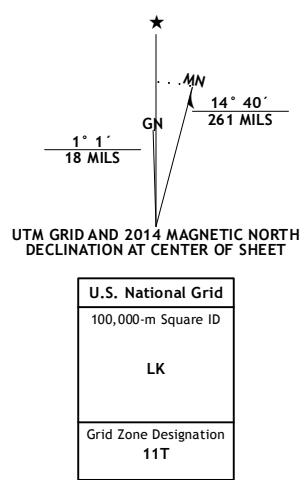 ★
. . . MN
GN
14° 40´
261 MILS
1° 1´
18 MILS
UTM GRID AND 2014 MAGNETIC NORTH
DECLINATION AT CENTER OF SHEET
U.S. National Grid
100,000-m Square ID
LK
Grid Zone Designation
11T